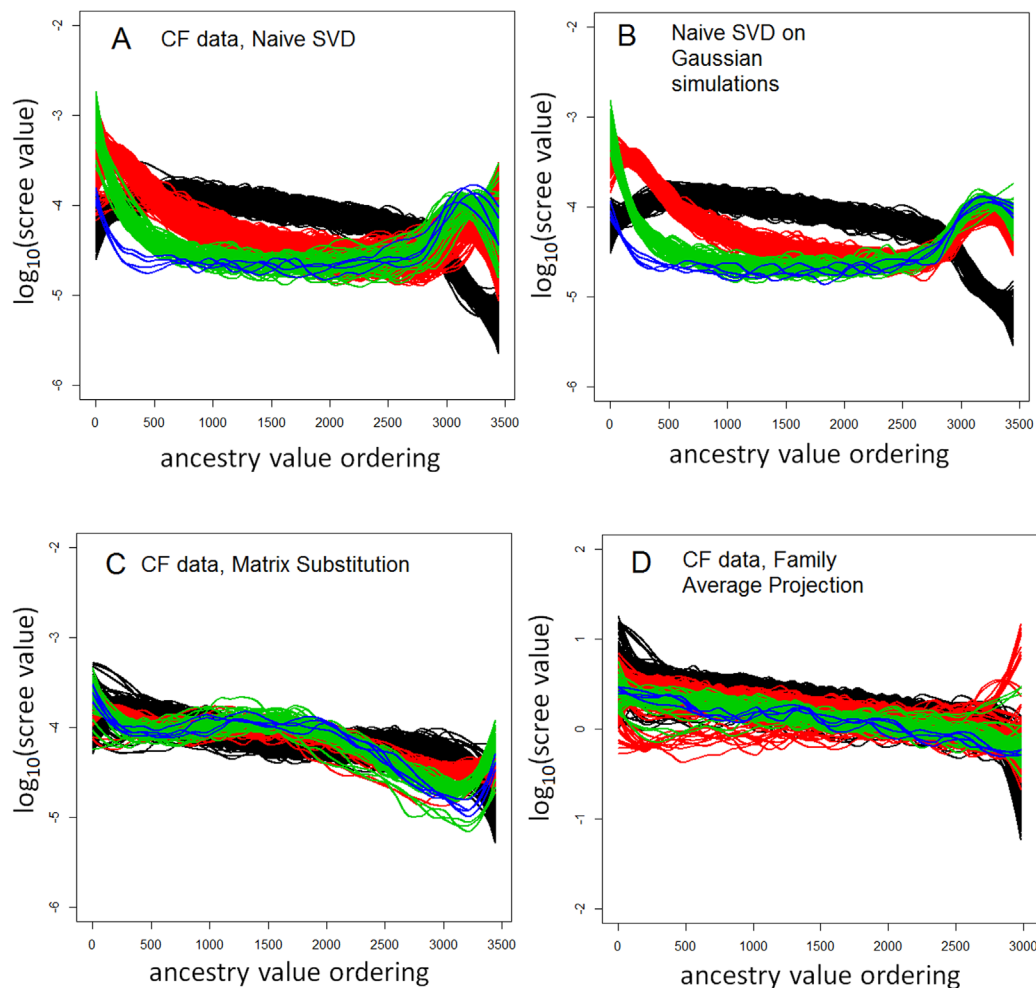 A CF data, Naive SVD
log10(scree value)
-2
-3
-4
-5
-6
0 500 1000 1500 2000 2500 3000 3500
ancestry value ordering
B Naive SVD on
Gaussian
simulations
log10(scree value)
-2
-3
-4
-5
-6
0 500 1000 1500 2000 2500 3000 3500
ancestry value ordering
C CF data, Matrix Substitution
log10(scree value)
-2
-3
-4
-5
-6
0 500 1000 1500 2000 2500 3000 3500
ancestry value ordering
D CF data, Family
Average Projection
log10(scree value)
2
1
0
-1
-2
0 500 1000 1500 2000 2500 3000
ancestry value ordering